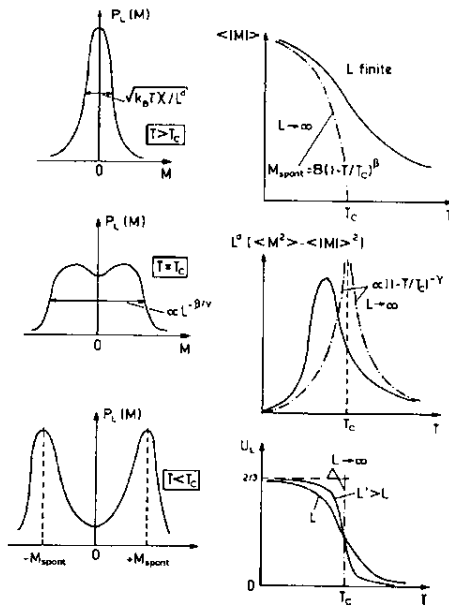 P_L (M)
√k_B T χ / L^d
T > T_C
0
M
P_L (M)
T = T_C
∝ L^-β/ν
0
M
P_L (M)
T < T_C
-M_spont
0
+M_spont
M
<|M|>
L finite
L → ∞
M_spont = B(1-T/T_C)^β
T_C
T
L^d (<M²> - <|M|>²)
∝ |1-T/T_C|^-γ
L → ∞
T_C
T
U_L
L → ∞
2/3
L' > L
L
0
T_C
T